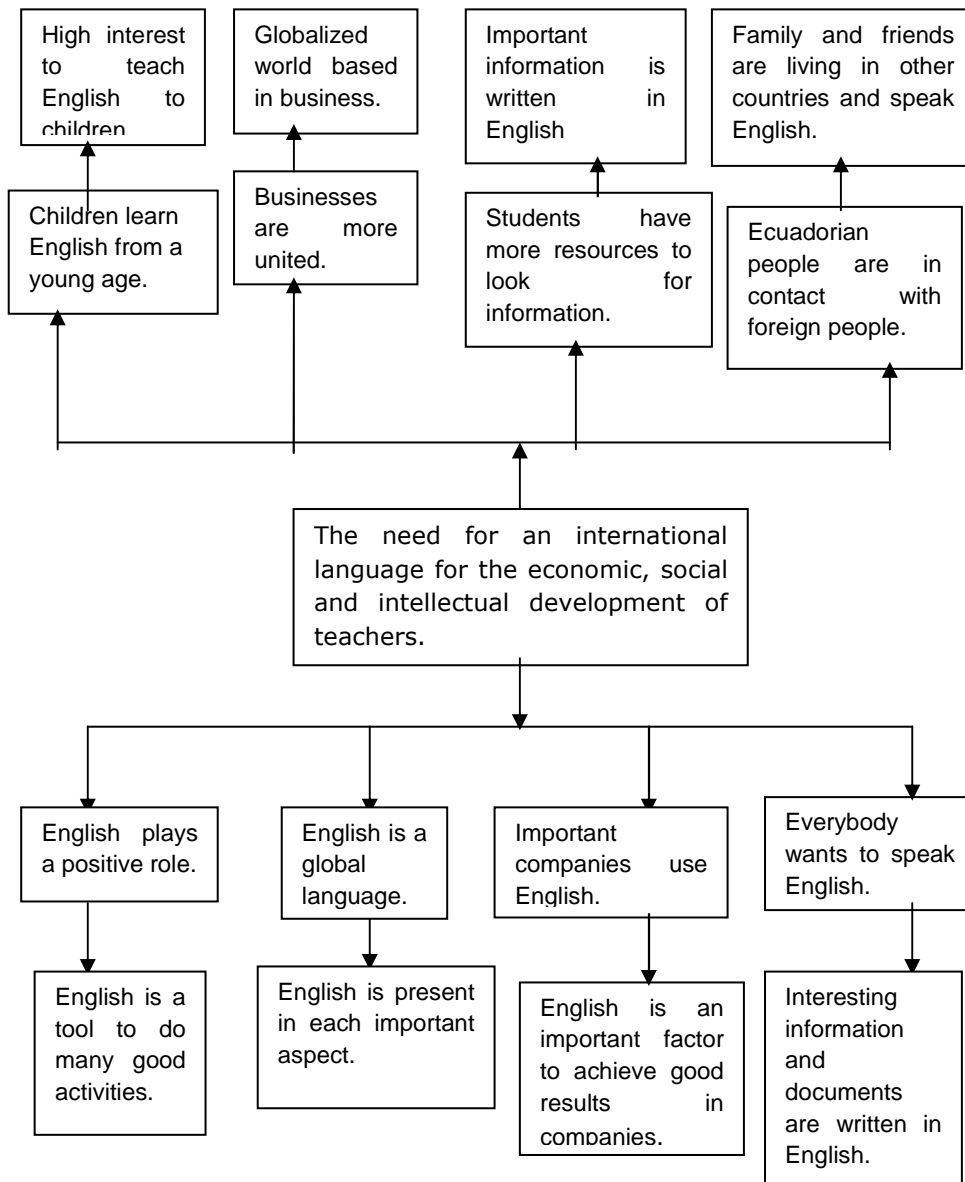 High interest
to teach
English to
children
Globalized
world based
in business.
Important
information is
written in
English
Family and friends
are living in other
countries and speak
English.
Children learn
English from a
young age.
Businesses
are more
united.
Students have
more resources to
look for
information.
Ecuadorian
people are in
contact with
foreign people.
The need for an international
language for the economic, social
and intellectual development of
teachers.
English plays
a positive role.
English is a
global
language.
Important
companies use
English.
Everybody
wants to speak
English.
English is a
tool to do
many good
activities.
English is present
in each important
aspect.
English is an
important factor
to achieve good
results in
companies.
Interesting
information
and
documents
are written in
English.